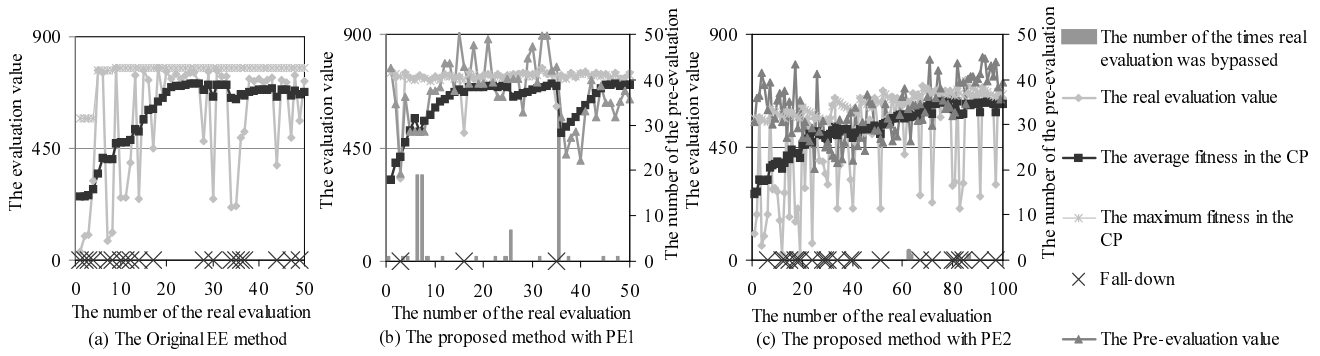 The evaluation value
900
450
0
0 10 20 30 40 50
The number of the real evaluation
(a) The Original EE method
The evaluation value
900
450
0
50
40
30
20
10
0
The number of the pre-evaluation
0 10 20 30 40 50
The number of the real evaluation
(b) The proposed method with PE1
The evaluation value
900
450
0
50
40
30
20
10
0
The number of the pre-evaluation
0 20 40 60 80 100
The number of the real evaluation
(c) The proposed method with PE2
The number of the times real
evaluation was bypassed
The real evaluation value
The average fitness in the CP
The maximum fitness in the
CP
Fall-down
The Pre-evaluation value